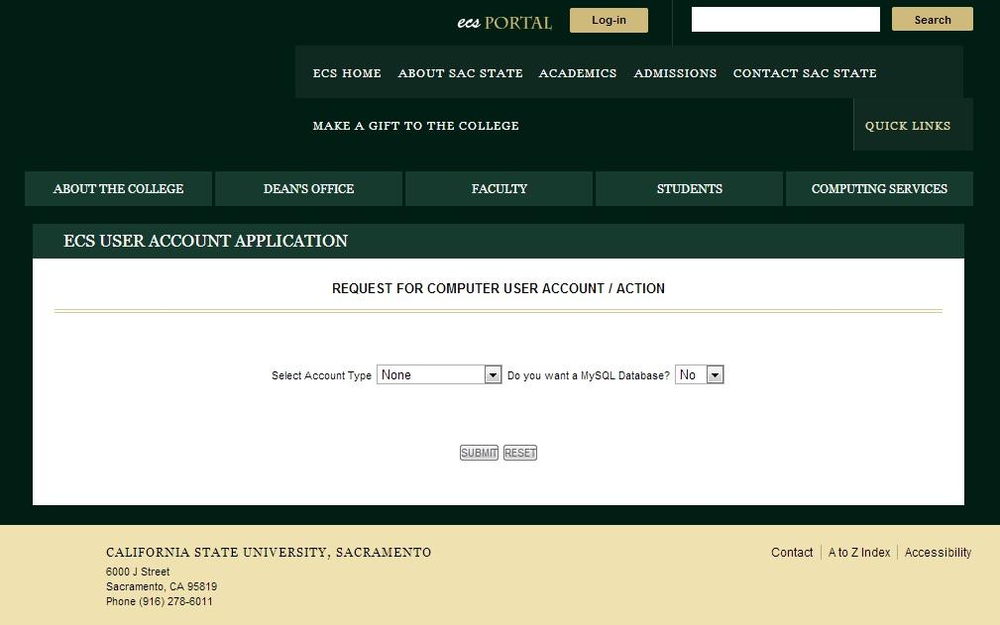 ecs PORTAL Log-in Search
ECS HOME ABOUT SAC STATE ACADEMICS ADMISSIONS CONTACT SAC STATE
MAKE A GIFT TO THE COLLEGE QUICK LINKS
ABOUT THE COLLEGE DEAN'S OFFICE FACULTY STUDENTS COMPUTING SERVICES
ECS USER ACCOUNT APPLICATION
REQUEST FOR COMPUTER USER ACCOUNT / ACTION
Select Account Type None Do you want a MySQL Database? No
SUBMIT RESET
CALIFORNIA STATE UNIVERSITY, SACRAMENTO Contact A to Z Index Accessibility
6000 J Street
Sacramento, CA 95819
Phone (916) 278-6011